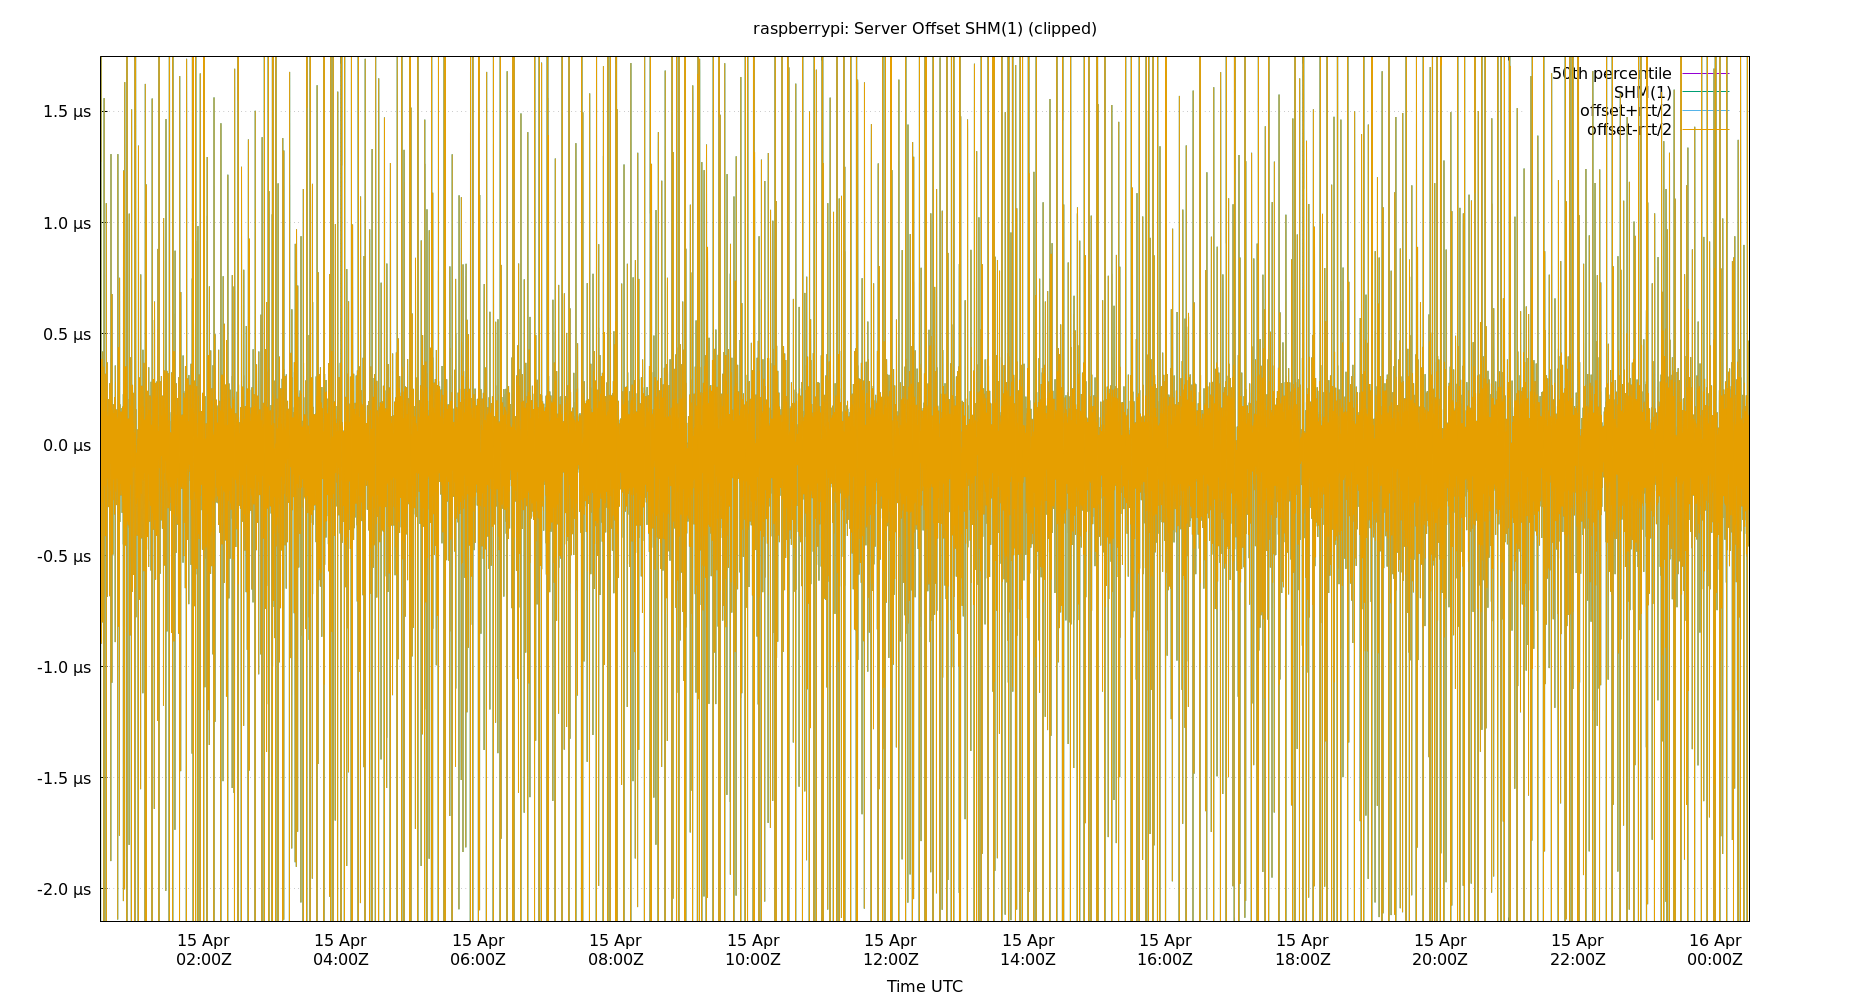 raspberrypi: Server Offset SHM(1) (clipped)
50th percentile
SHM(1)
offset+rtt/2
offset-rtt/2
1.5 µs
1.0 µs
0.5 µs
0.0 µs
-0.5 µs
-1.0 µs
-1.5 µs
-2.0 µs
15 Apr 15 Apr 15 Apr 15 Apr 15 Apr 15 Apr 15 Apr 15 Apr 15 Apr 15 Apr 15 Apr 16 Apr
02:00Z 04:00Z 06:00Z 08:00Z 10:00Z 12:00Z 14:00Z 16:00Z 18:00Z 20:00Z 22:00Z 00:00Z
Time UTC